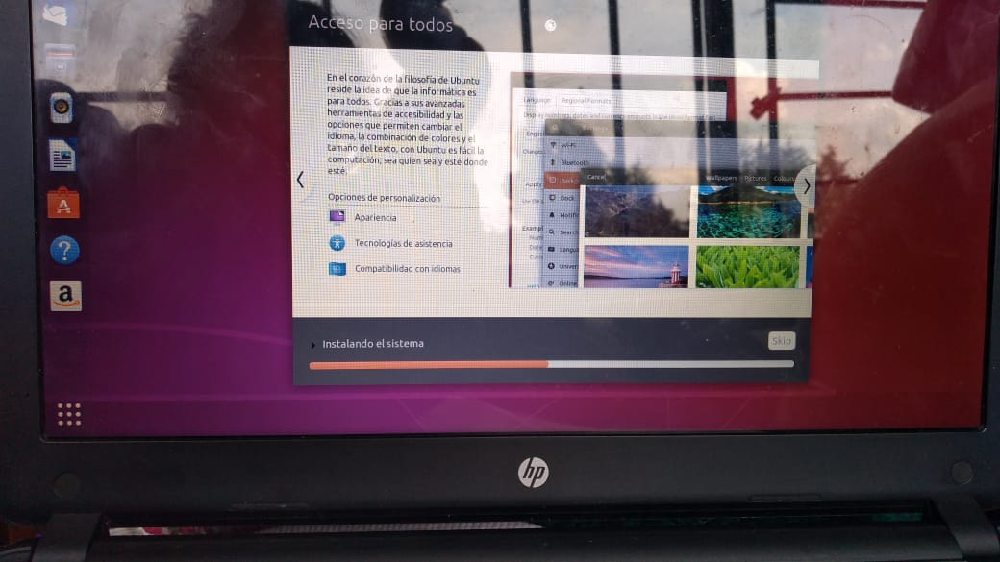 Acceso para todos
En el corazón de la filosofía de Ubuntu
reside la idea de que la informática es
para todos. Gracias a sus avanzadas
herramientas de accesibilidad y las
opciones que permiten cambiar el
idioma, la combinación de colores y el
tamaño del texto, con Ubuntu es fácil la
computación; sea quien sea y esté donde
esté.
Opciones de personalización
Apariencia
Tecnologías de asistencia
Compatibilidad con idiomas
Language Regional Formats
Display numbers, dates and currency amounts in the usual format for:
Wi-Fi
Bluetooth
Cancel
Wallpapers Pictures Colours
Dock
Search
Online
Instalando el sistema
Skip
a
hp